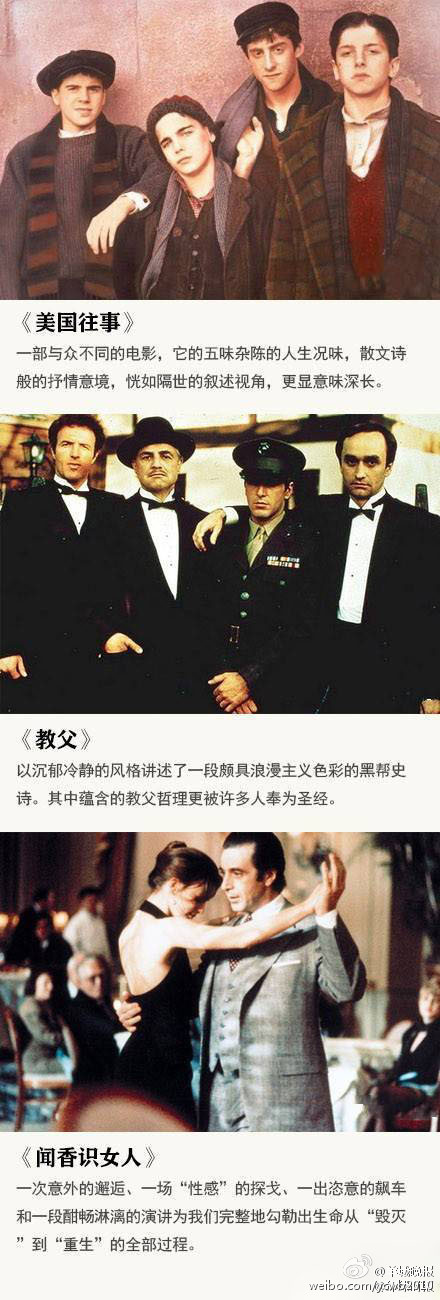 《美国往事》
一部与众不同的电影，它的五味杂陈的人生况味，散文诗
般的抒情意境，恍如隔世的叙述视角，更显意味深长。
《教父》
以沉郁冷静的风格讲述了一段颇具浪漫主义色彩的黑帮史
诗。其中蕴含的教父哲理更被许多人奉为圣经。
《闻香识女人》
一次意外的邂逅、一场“性感”的探戈、一出恣意的飙车
和一段酣畅淋漓的演讲为我们完整地勾勒出生命从“毁灭
”到“重生”的全部过程。
weibo.com/